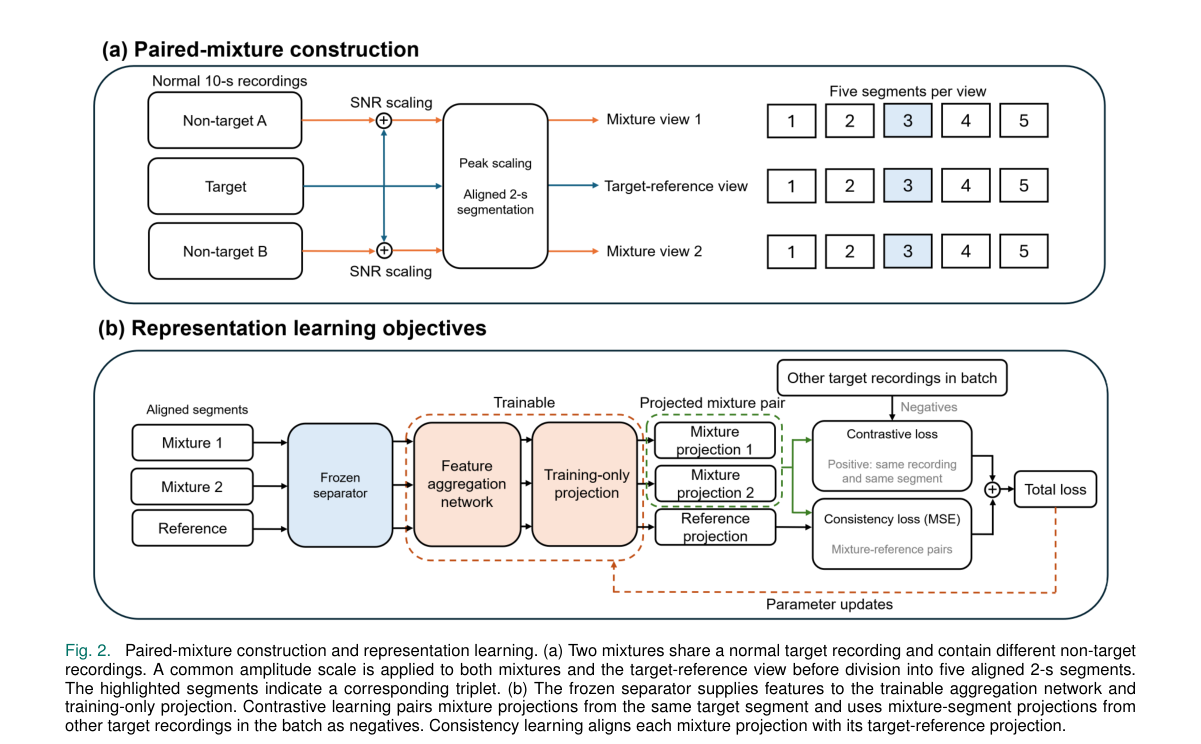 (a) Paired-mixture construction
Normal 10-s recordings
Non-target A
Target
Non-target B
SNR scaling
SNR scaling
Peak scaling
Aligned 2-s
segmentation
Mixture view 1
Target-reference view
Mixture view 2
Five segments per view
1 2 3 4 5
1 2 3 4 5
1 2 3 4 5
(b) Representation learning objectives
Aligned segments
Mixture 1
Mixture 2
Reference
Frozen
separator
Trainable
Feature
aggregation
network
Training-only
projection
Projected mixture pair
Mixture
projection 1
Mixture
projection 2
Reference
projection
Other target recordings in batch
Negatives
Contrastive loss
Positive: same recording
and same segment
Consistency loss (MSE)
Mixture-reference pairs
Total loss
Parameter updates
Fig. 2. Paired-mixture construction and representation learning. (a) Two mixtures share a normal target recording and contain different non-target
recordings. A common amplitude scale is applied to both mixtures and the target-reference view before division into five aligned 2-s segments.
The highlighted segments indicate a corresponding triplet. (b) The frozen separator supplies features to the trainable aggregation network and
training-only projection. Contrastive learning pairs mixture projections from the same target segment and uses mixture-segment projections from
other target recordings in the batch as negatives. Consistency learning aligns each mixture projection with its target-reference projection.